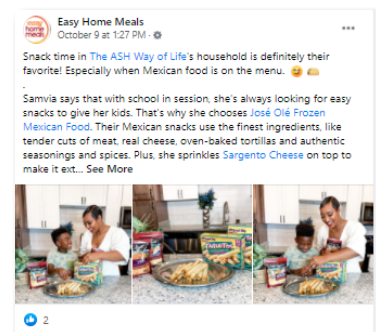 easy
home
meals
Easy Home Meals
October 9 at 1:27 PM ·
Snack time in The ASH Way of Life's household is definitely their
favorite! Especially when Mexican food is on the menu. 😋 🫔
.
Samvia says that with school in session, she's always looking for easy
snacks to give her kids. That's why she chooses José Olé Frozen
Mexican Food. Their Mexican snacks use the finest ingredients, like
tender cuts of meat, real cheese, oven-baked tortillas and authentic
seasonings and spices. Plus, she sprinkles Sargento Cheese on top to
make it ext... See More
2